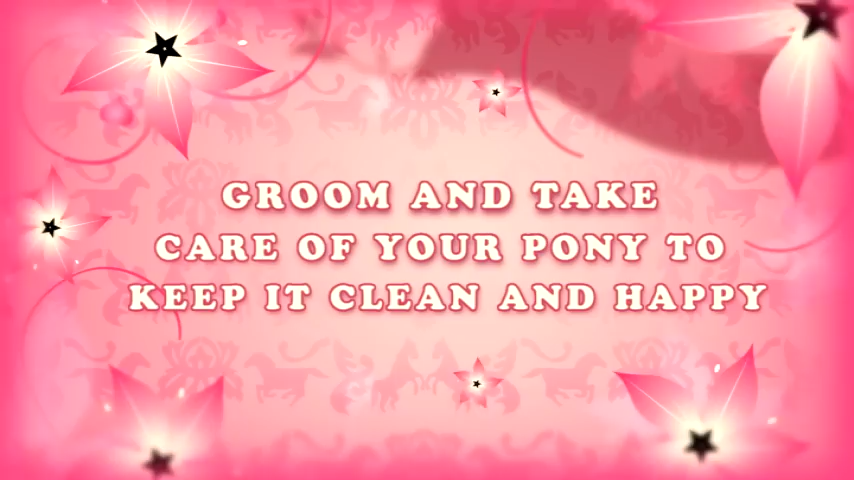 GROOM AND TAKE
CARE OF YOUR PONY TO
KEEP IT CLEAN AND HAPPY